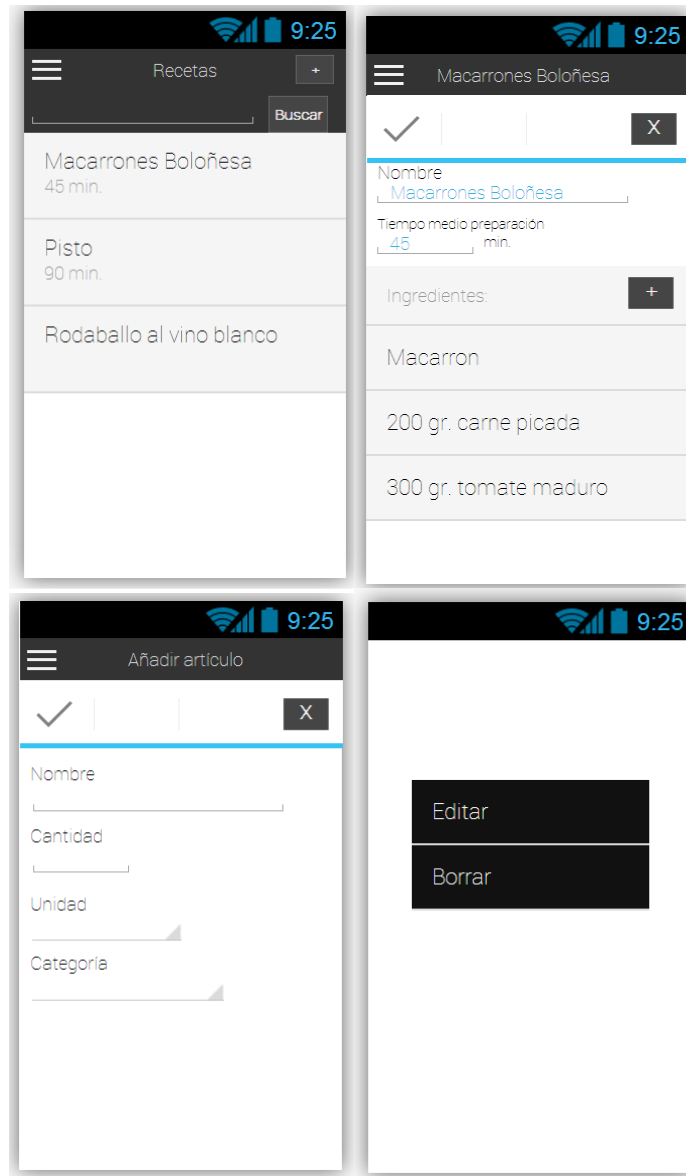 9:25
Recetas
+
Buscar
Macarrones Boloñesa
45 min.
Pisto
90 min.
Rodaballo al vino blanco
9:25
Macarrones Boloñesa
X
Nombre
Macarrones Boloñesa
Tiempo medio preparación
45 min.
Ingredientes:
+
Macarron
200 gr. carne picada
300 gr. tomate maduro
9:25
Añadir artículo
X
Nombre
Cantidad
Unidad
Categoría
9:25
Editar
Borrar